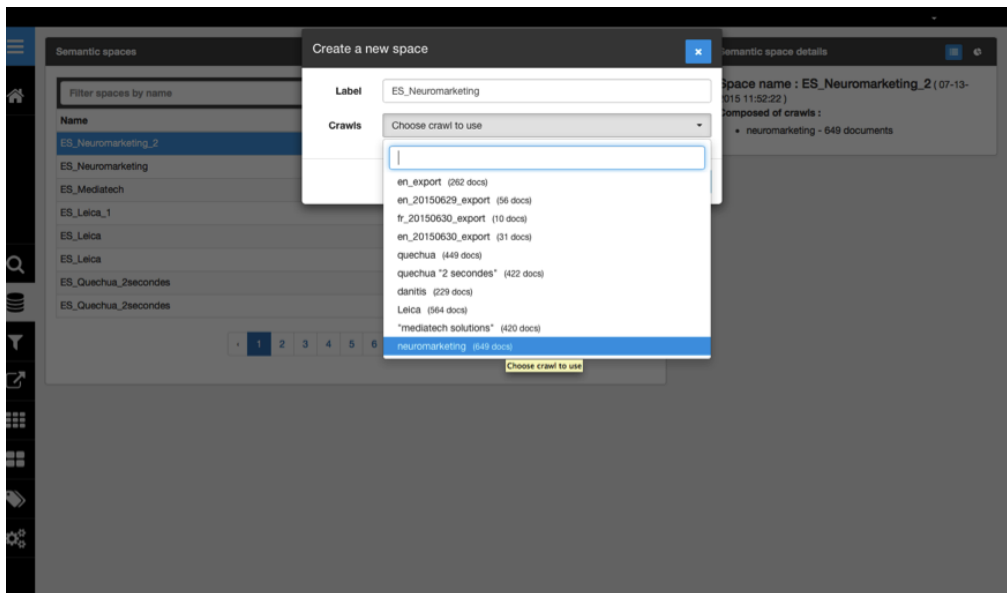 Semantic spaces
Filter spaces by name
Name
ES_Neuromarketing_2
ES_Neuromarketing
ES_Mediatech
ES_Leica_1
ES_Leica
ES_Leica
ES_Quechua_2secondes
ES_Quechua_2secondes
‹ 1 2 3 4 5 6
Create a new space
×
Label
ES_Neuromarketing
Crawls
Choose crawl to use
en_export (262 docs)
en_20150629_export (56 docs)
fr_20150630_export (10 docs)
en_20150630_export (31 docs)
quechua (449 docs)
quechua "2 secondes" (422 docs)
danitis (229 docs)
Leica (564 docs)
"mediatech solutions" (420 docs)
neuromarketing (649 docs)
Choose crawl to use
emantic space details
Space name : ES_Neuromarketing_2 ( 07-13-
2015 11:52:22 )
Composed of crawls :
• neuromarketing - 649 documents